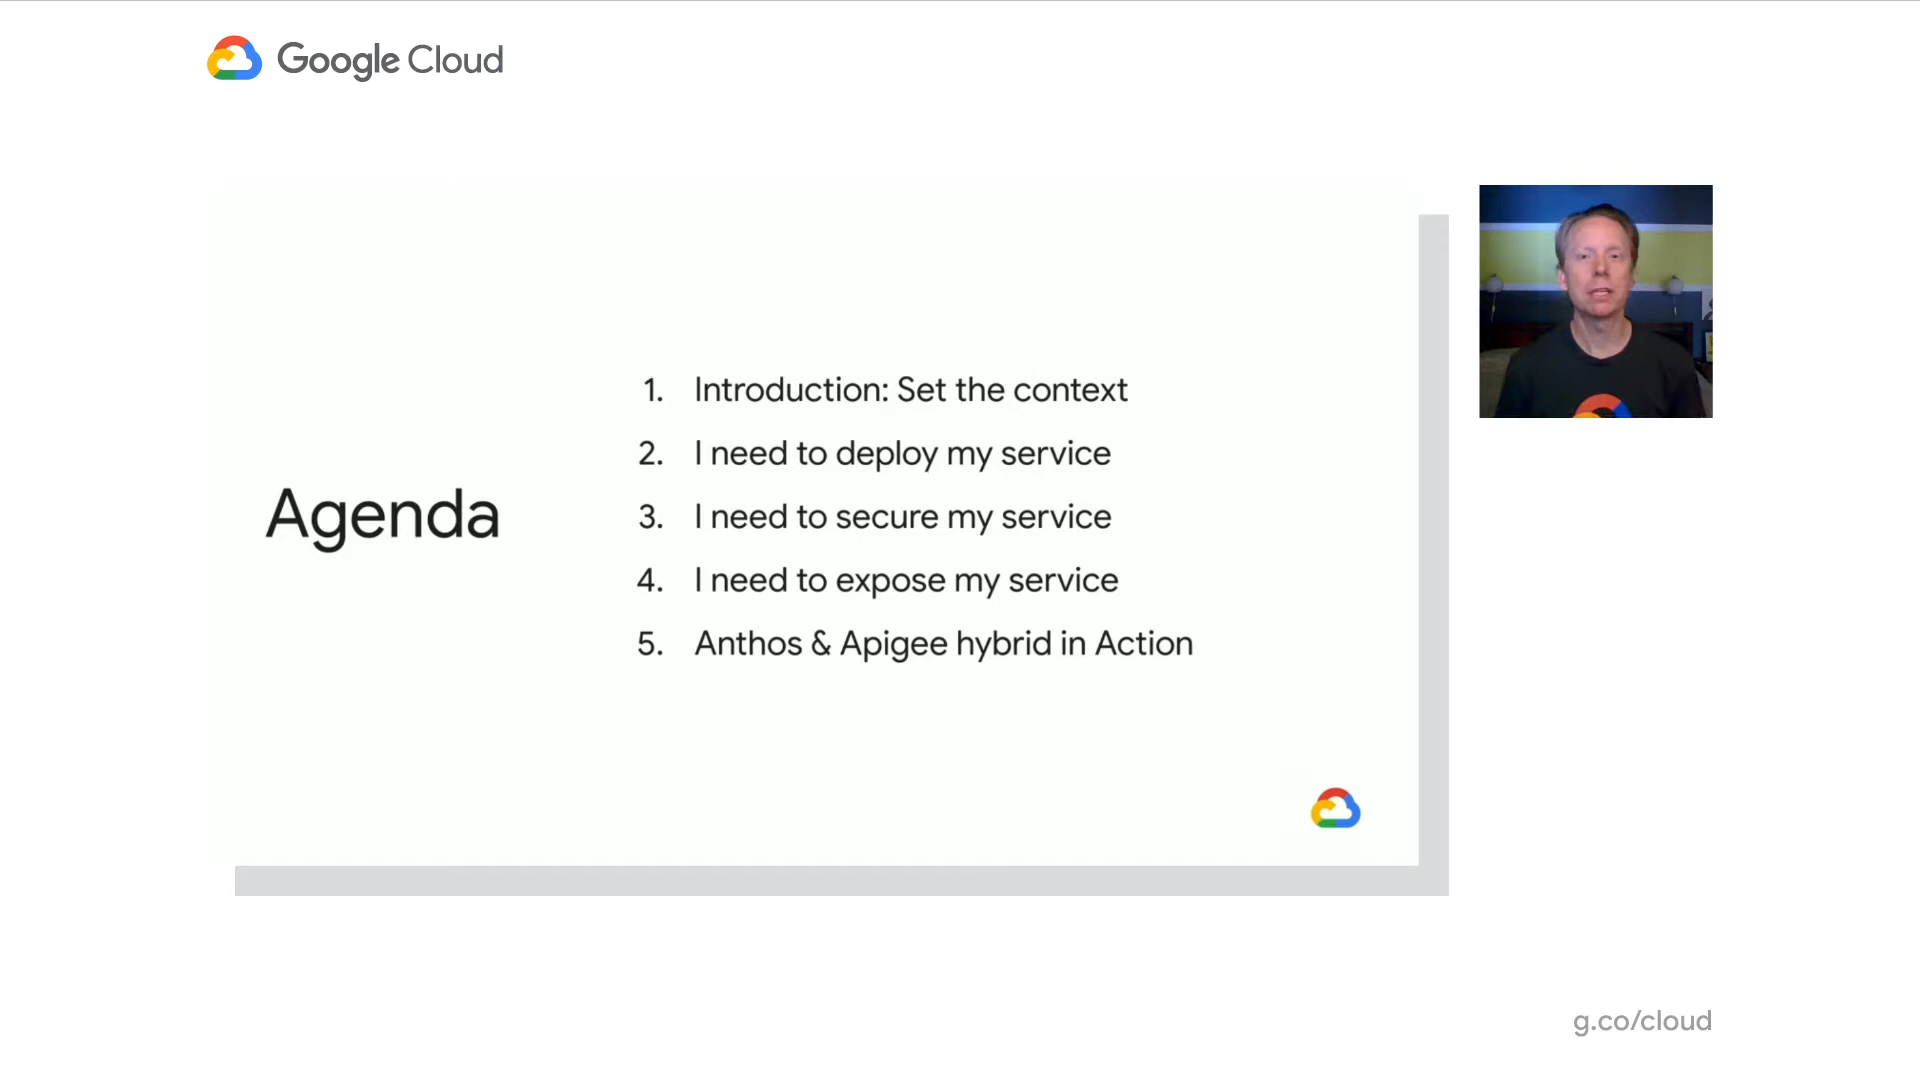 Google Cloud
Agenda
1. Introduction: Set the context
2. I need to deploy my service
3. I need to secure my service
4. I need to expose my service
5. Anthos & Apigee hybrid in Action
g.co/cloud